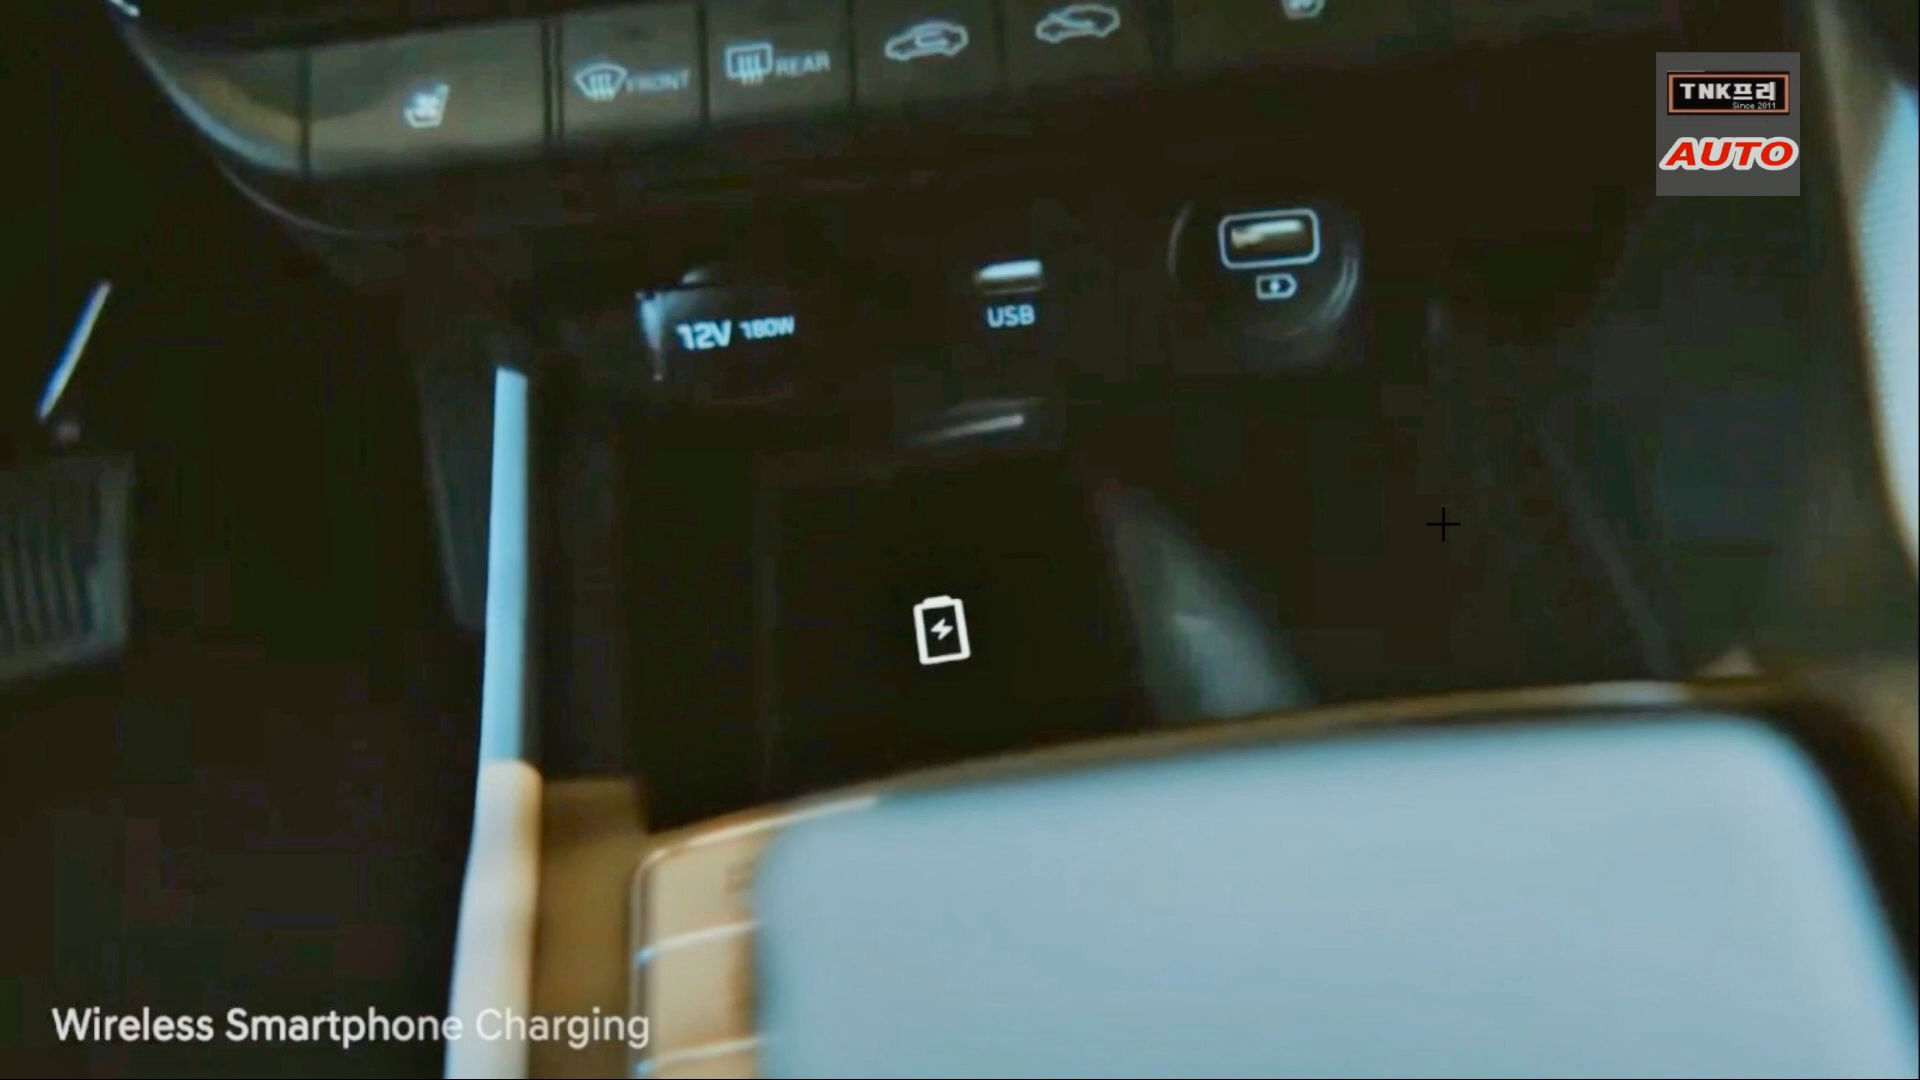 FRONT
REAR
TNK프리
Since 2011
AUTO
12V 180W
USB
Wireless Smartphone Charging